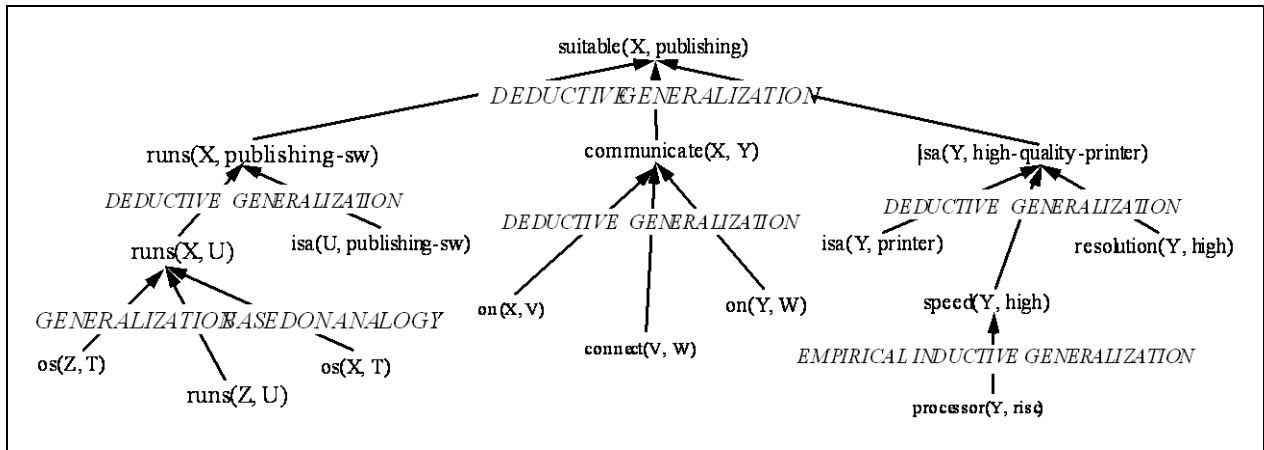 suitable(X, publishing)
DEDUCTIVE GENERALIZATION
runs(X, publishing-sw)
communicate(X, Y)
isa(Y, high-quality-printer)
DEDUCTIVE GENERALIZATION
DEDUCTIVE GENERALIZATION
DEDUCTIVE GENERALIZATION
runs(X, U)
isa(U, publishing-sw)
isa(Y, printer)
resolution(Y, high)
on(X, V)
on(Y, W)
speed(Y, high)
GENERALIZATION BASED ON ANALOGY
connect(V, W)
EMPIRICAL INDUCTIVE GENERALIZATION
os(Z, T)
os(X, T)
runs(Z, U)
processor(Y, risc)